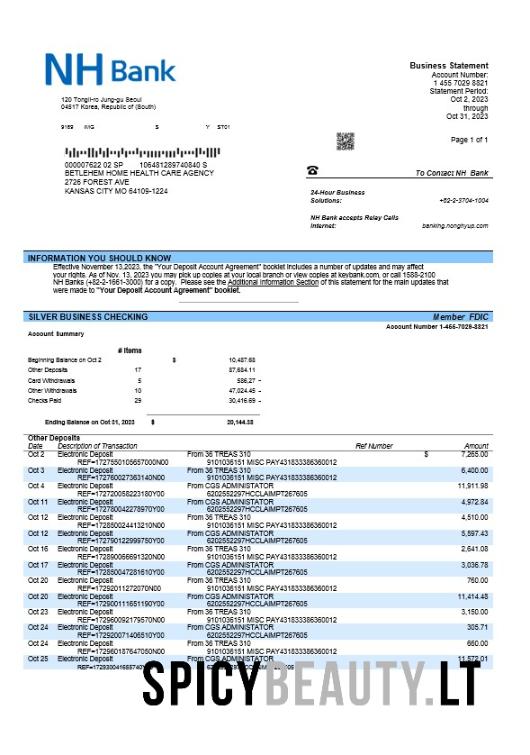 NH Bank
120 Tongil-ro Jung-gu Seoul
04517 Korea, Republic of (South)
Business Statement
Account Number:
1 455 7029 8821
Statement Period:
Oct 2, 2023
through
Oct 31, 2023
Page 1 of 1
9169 IMG S Y ST01
000007622 02 SP 106481289740840 S
BETLEHEM HOME HEALTH CARE AGENCY
2726 FOREST AVE
KANSAS CITY MO 64109-1224
To Contact NH Bank
24-Hour Business
Solutions: +82-2-3704-1004
NH Bank accepts Relay Calls
Internet: banking.nonghyup.com
INFORMATION YOU SHOULD KNOW
Effective November 13,2023, the "Your Deposit Account Agreement" booklet includes a number of updates and may affect
your rights. As of Nov. 13, 2023 you may pick up copies at your local branch or view copies at keybank.com, or call 1588-2100
NH Banks (+82-2-1661-3000) for a copy. Please see the Additional Information Section of this statement for the main updates that
were made to "Your Deposit Account Agreement" booklet.
SILVER BUSINESS CHECKING Member FDIC
Account Number 1-455-7029-8821
Account Summary
# Items
Beginning Balance on Oct 2 $ 10,487.68
Other Deposits 17 87,684.11
Card Withdrawals 5 586,27 -
Other Withdrawals 10 47,024.45 -
Checks Paid 29 30,416.69 -
Ending Balance on Oct 31, 2023 $ 20,144.38
Other Deposits
Date Description of Transaction Ref Number Amount
Oct 2 Electronic Deposit From 36 TREAS 310 $ 7,265.00
REF=1727550105657000N00 9101036151 MISC PAY431833386360012
Oct 3 Electronic Deposit From 36 TREAS 310 6,400.00
REF=172760027363140N00 9101036151 MISC PAY431833386360012
Oct 4 Electronic Deposit From CGS ADMINISTATOR 11,911.98
REF=172720058223180Y00 6202552297HCCLAIMPT267605
Oct 11 Electronic Deposit From CGS ADMINISTATOR 4,972.84
REF=172780042278970Y00 6202552297HCCLAIMPT267605
Oct 12 Electronic Deposit From 36 TREAS 310 4,510.00
REF=172850024413210N00 9101036151 MISC PAY431833386360012
Oct 12 Electronic Deposit From CGS ADMINISTATOR 5,597.43
REF=172790122999750Y00 6202552297HCCLAIMPT267605
Oct 16 Electronic Deposit From 36 TREAS 310 2,641.08
REF=172890066691320N00 9101036151 MISC PAY431833386360012
Oct 17 Electronic Deposit From CGS ADMINISTATOR 3,036.78
REF=172850047281610Y00 6202552297HCCLAIMPT267605
Oct 20 Electronic Deposit From 36 TREAS 310 760.00
REF=172920112720​70N00 9101036151 MISC PAY431833386360012
Oct 20 Electronic Deposit From CGS ADMINISTATOR 11,414.48
REF=172900111651190Y00 6202552297HCCLAIMPT267605
Oct 23 Electronic Deposit From 36 TREAS 310 3,150.00
REF=172960092179570N00 9101036151 MISC PAY431833386360012
Oct 24 Electronic Deposit From CGS ADMINISTATOR 305.71
REF=172920071406510Y00 6202552297HCCLAIMPT267605
Oct 24 Electronic Deposit From 36 TREAS 310 660.00
REF=172960187647060N00 9101036151 MISC PAY431833386360012
Oct 25 Electronic Deposit From CGS ADMINISTATOR 11,572.01
SPICYBEAUTY.LT